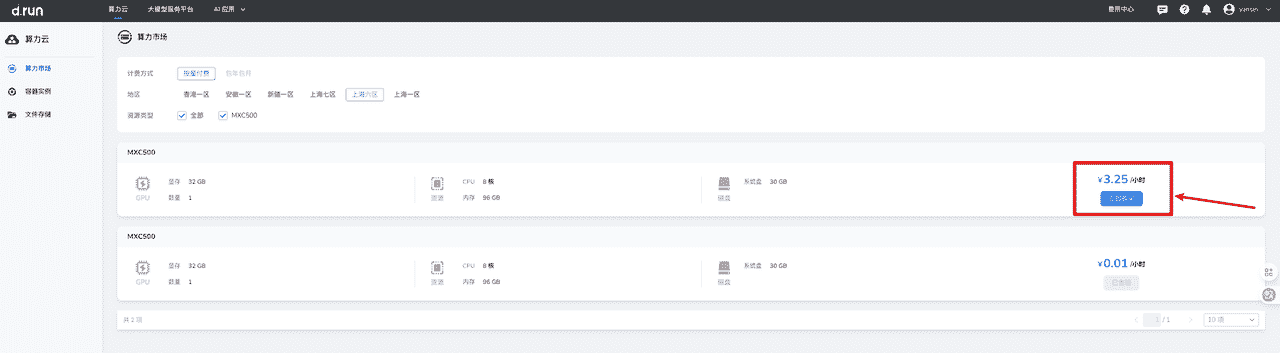 d.run
算力云 大模型服务平台 AI 应用 费用中心
算力云
算力市场
算力市场
容器实例
文件存储
计费方式 按量付费 包年包月
地区 香港一区 安徽一区 新疆一区 上海七区 上海六区 上海一区
资源类型 全部 MXC500
MXC500
显存 32 GB CPU 8 核 系统盘 30 GB ¥3.25 /小时
GPU 数量 1 资源 内存 96 GB 磁盘
MXC500
显存 32 GB CPU 8 核 系统盘 30 GB ¥0.01 /小时
GPU 数量 1 资源 内存 96 GB 磁盘 已售罄
共 2 项 1 / 1 10 项